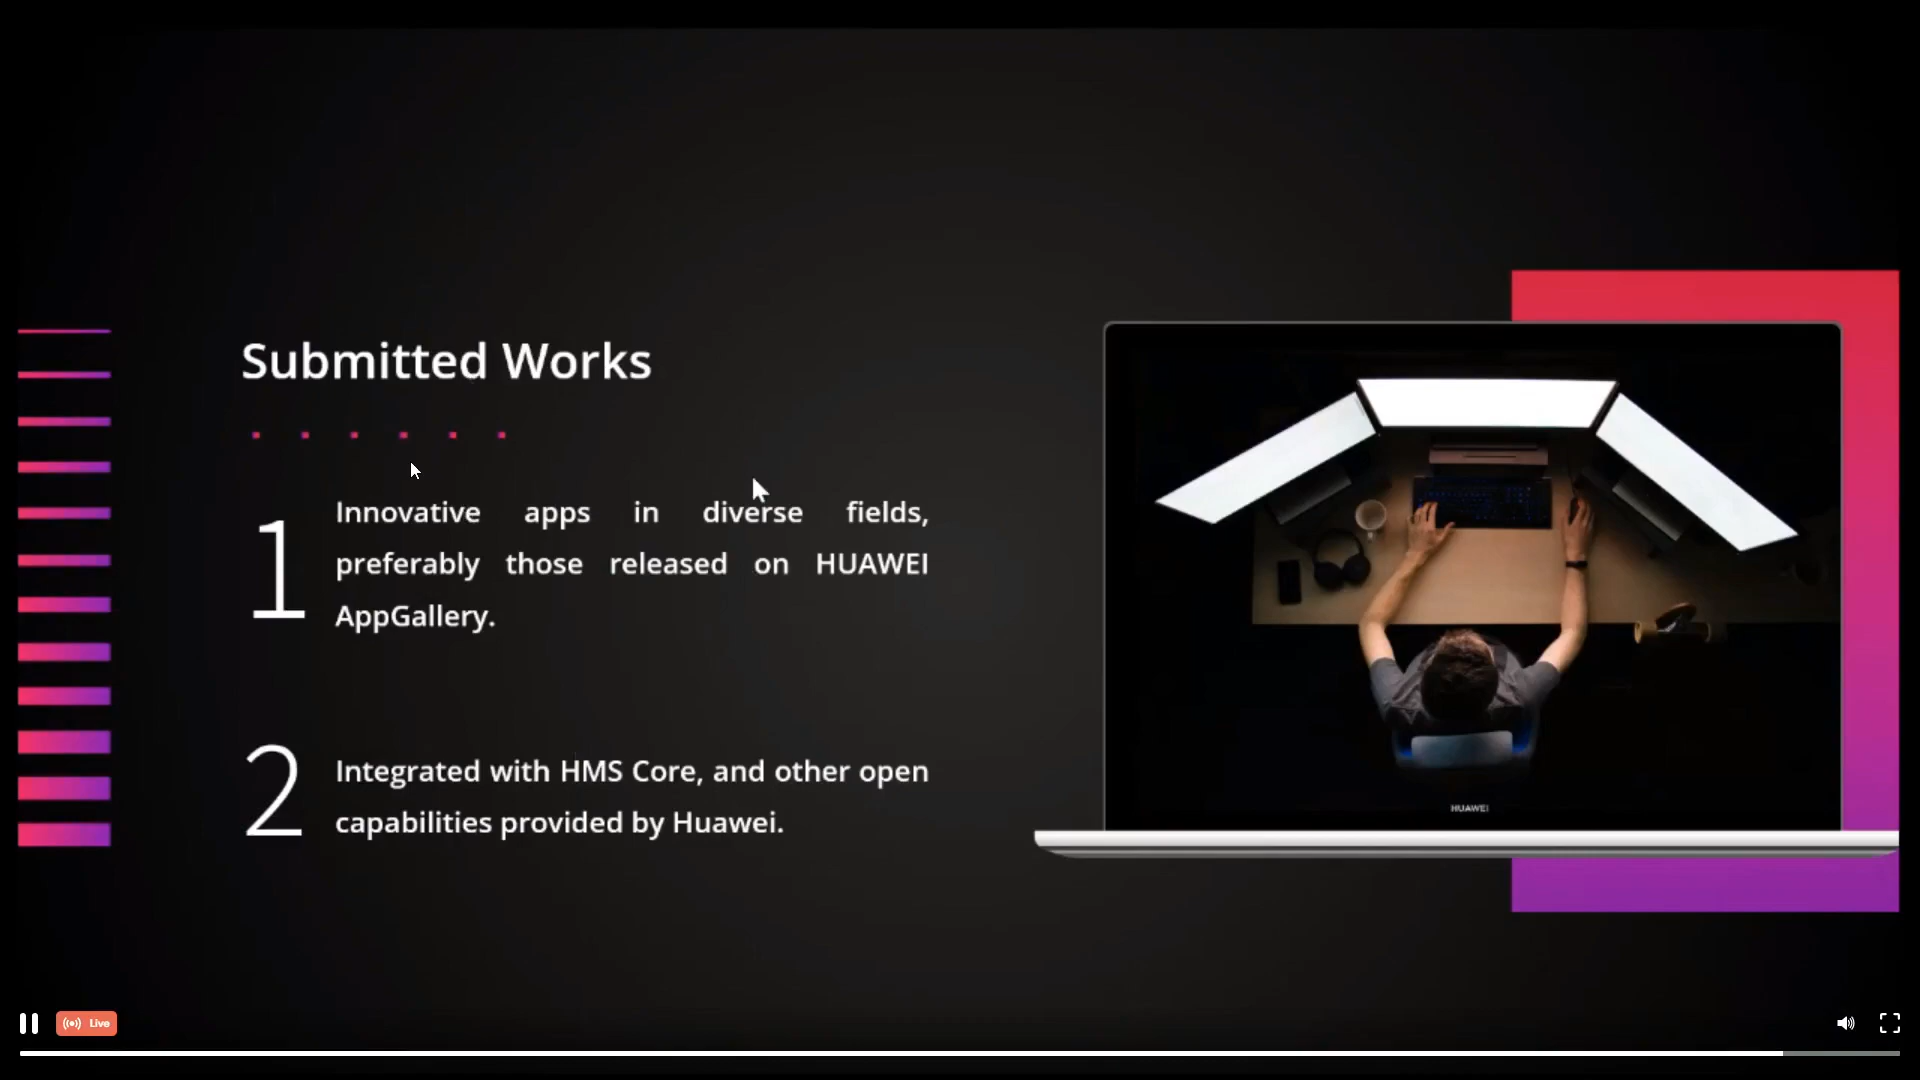 Submitted Works
1
Innovative apps in diverse fields,
preferably those released on HUAWEI
AppGallery.
2
Integrated with HMS Core, and other open
capabilities provided by Huawei.
HUAWEI
Live